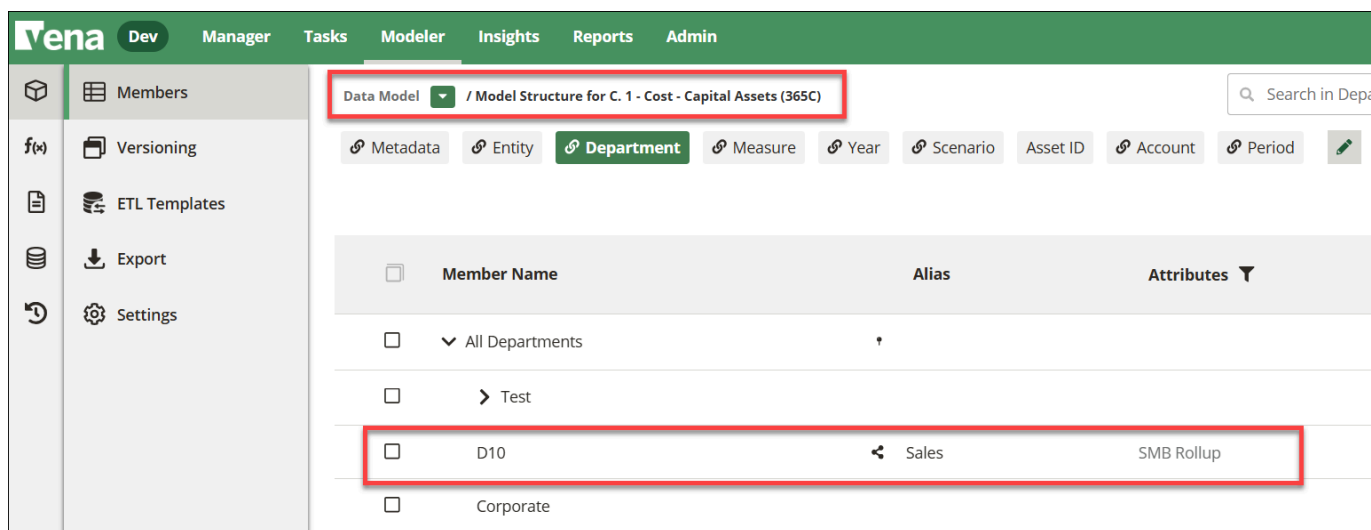 vena Dev Manager Tasks Modeler Insights Reports Admin
Members
Data Model / Model Structure for C. 1 - Cost - Capital Assets (365C)
Search in Depa
f(x) Versioning
Metadata Entity Department Measure Year Scenario Asset ID Account Period
ETL Templates
Export
Member Name Alias Attributes
Settings
All Departments
Test
D10 Sales SMB Rollup
Corporate